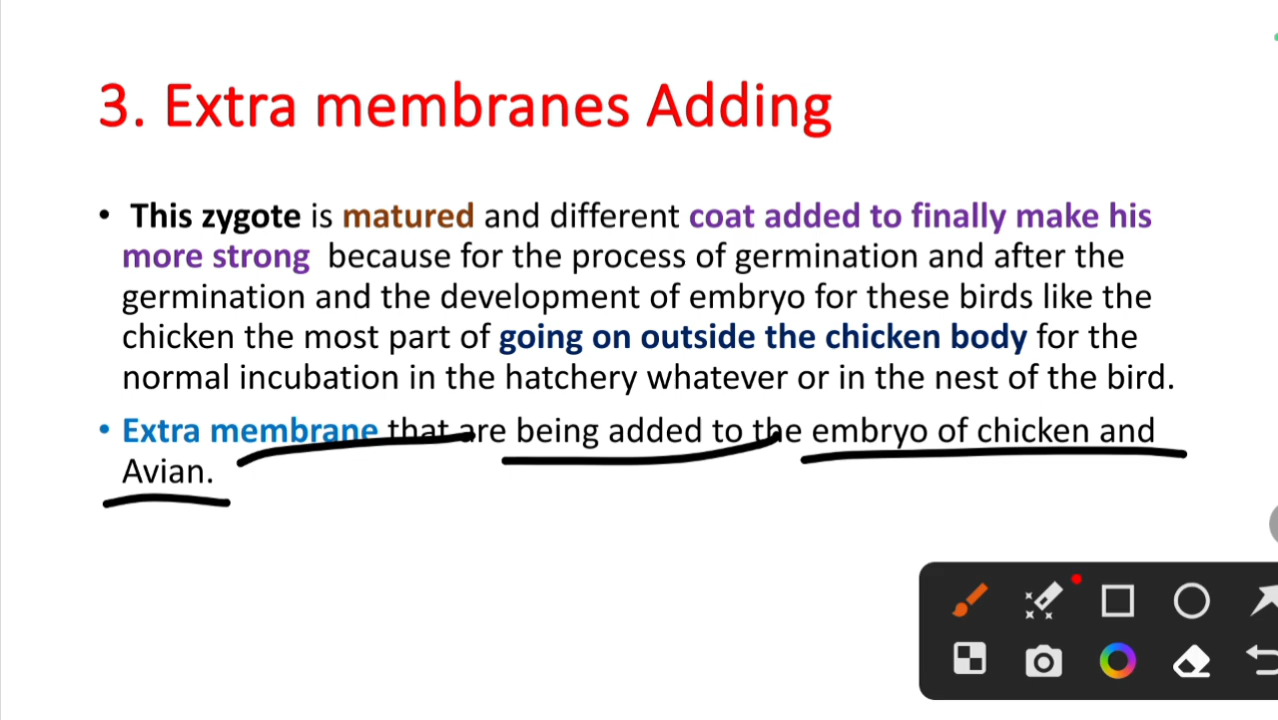 3. Extra membranes Adding
• This zygote is matured and different coat added to finally make his
more strong because for the process of germination and after the
germination and the development of embryo for these birds like the
chicken the most part of going on outside the chicken body for the
normal incubation in the hatchery whatever or in the nest of the bird.
• Extra membrane that are being added to the embryo of chicken and
Avian.